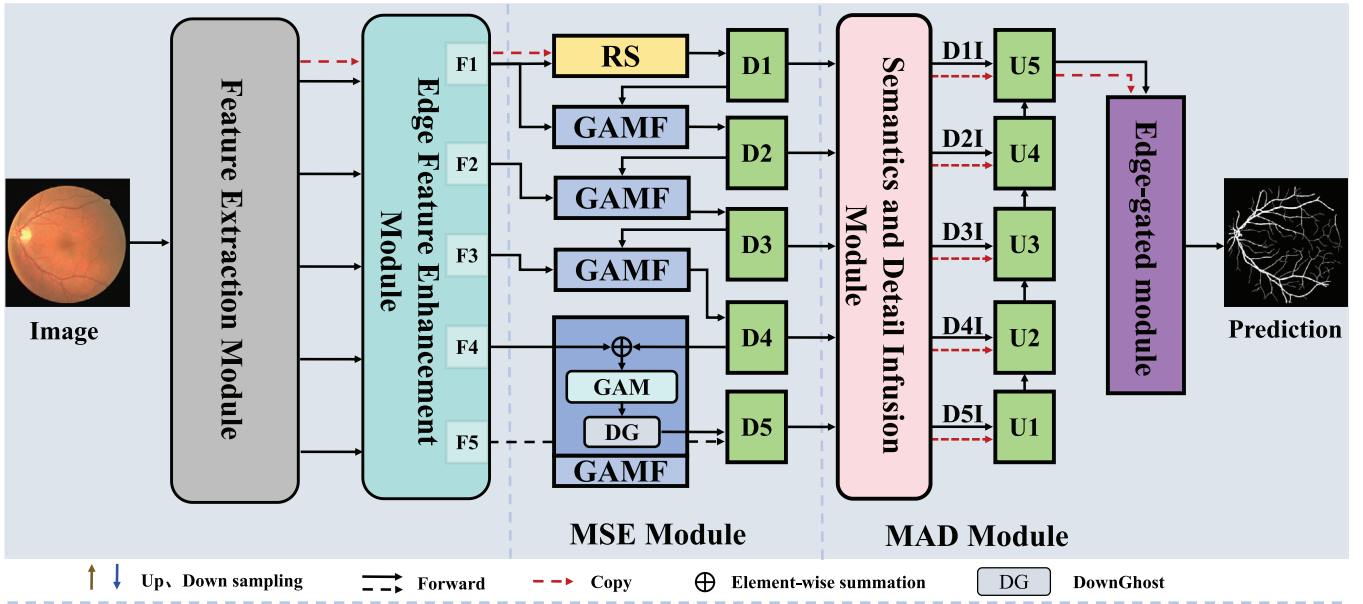 Image
Feature Extraction Module
Edge Feature Enhancement
Module
F1
F2
F3
F4
F5
RS
GAMF
GAMF
GAMF
GAM
DG
GAMF
D1
D2
D3
D4
D5
MSE Module
Semantics and Detail Infusion
Module
D1I
D2I
D3I
D4I
D5I
U5
U4
U3
U2
U1
MAD Module
Edge-gated module
Prediction
Up、Down sampling
Forward
Copy
Element-wise summation
DG
DownGhost